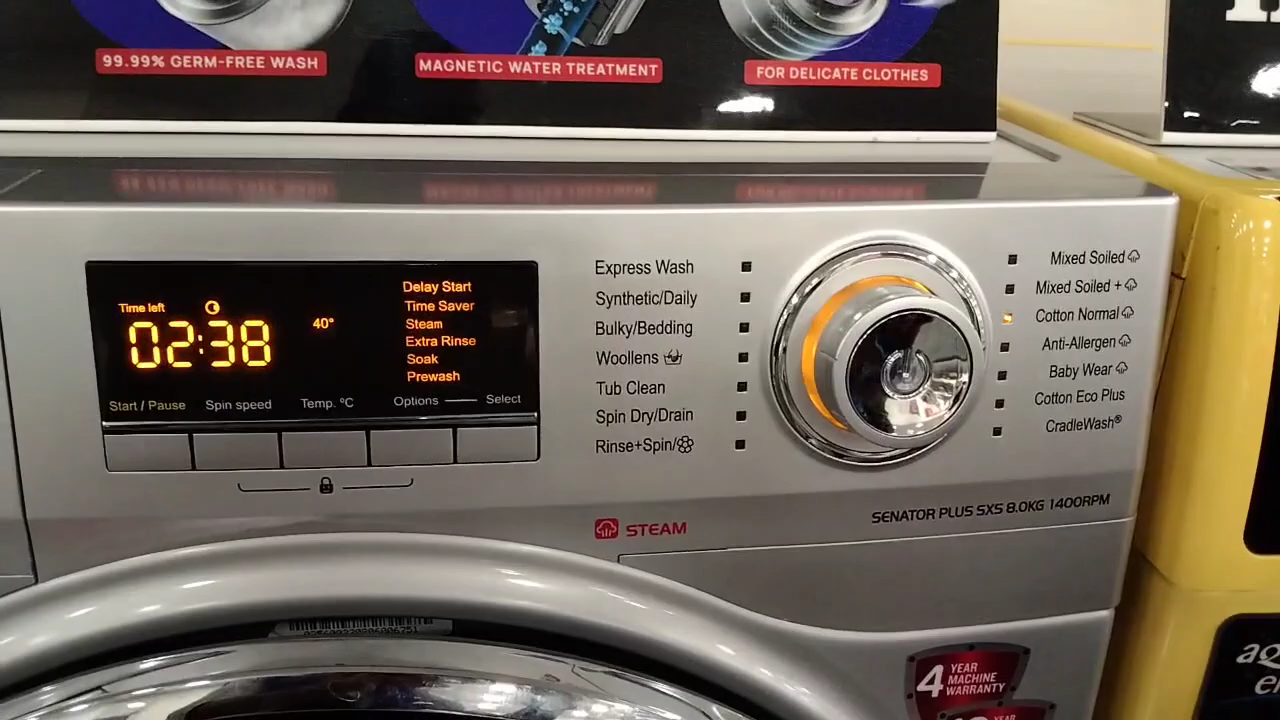 99.99% GERM-FREE WASH
MAGNETIC WATER TREATMENT
FOR DELICATE CLOTHES
Time left
02:38
40°
Delay Start
Time Saver
Steam
Extra Rinse
Soak
Prewash
Start / Pause
Spin speed
Temp. ºC
Options
Select
Express Wash
Synthetic/Daily
Bulky/Bedding
Woollens
Tub Clean
Spin Dry/Drain
Rinse+Spin/
Mixed Soiled
Mixed Soiled +
Cotton Normal
Anti-Allergen
Baby Wear
Cotton Eco Plus
CradleWash®
SENATOR PLUS SXS 8.0KG 1400RPM
STEAM
4 YEAR
MACHINE
WARRANTY
YEAR